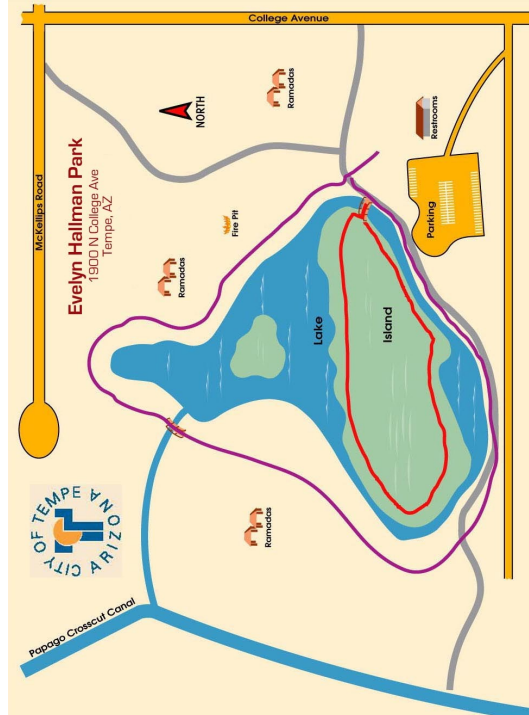 College Avenue
McKellips Road
NORTH
Ramadas
Restrooms
Parking
Evelyn Hallman Park
1900 N College Ave
Tempe, AZ
Fire Pit
Ramadas
Lake
Island
Ramadas
CITY OF TEMPE ARIZONA
Papago Crosscut Canal